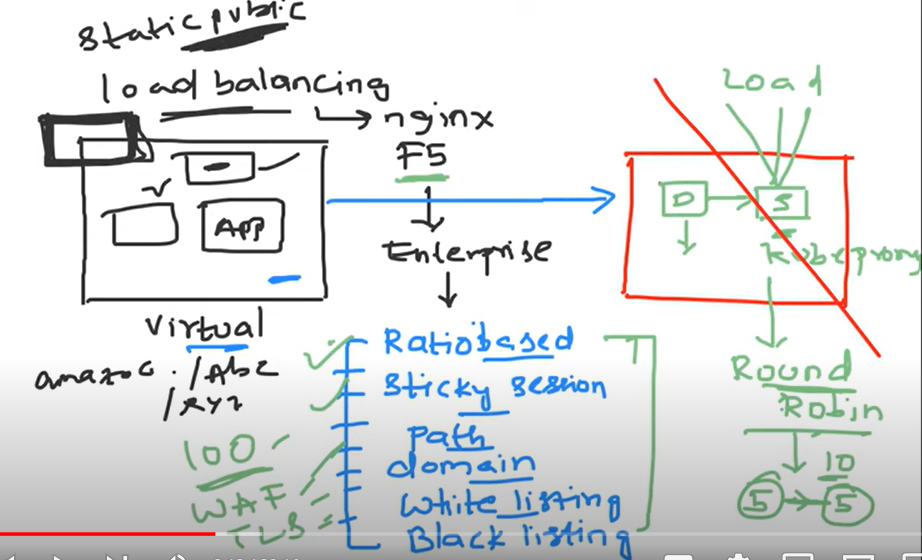 static public
load balancing
nginx
F5
Enterprise
App
Virtual
/Abc
/xyz
Ratio based
Sticky session
path
domain
White listing
Black listing
100
WAF
TLS
Load
D
S
Kubeproxy
Round
Robin
10
5
5